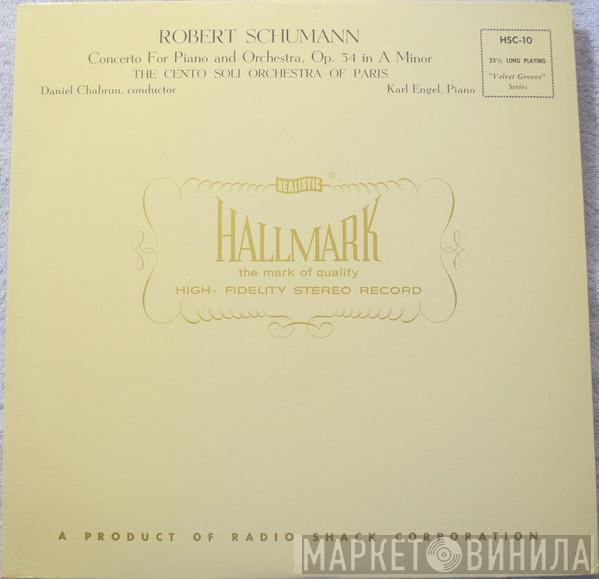 ROBERT SCHUMANN
Concerto For Piano and Orchestra, Op. 54 in A Minor
THE CENTO SOLI ORCHESTRA OF PARIS
Daniel Chabrun, conductor
Karl Engel, Piano
HSC-10
33⅓ LONG PLAYING
"Velvet Groove"
Series
REALISTIC ®
HALLMARK
the mark of quality
HIGH- FIDELITY STEREO RECORD
A PRODUCT OF RADIO SHACK CORPORATION
МАРКЕТ ВИНИЛА